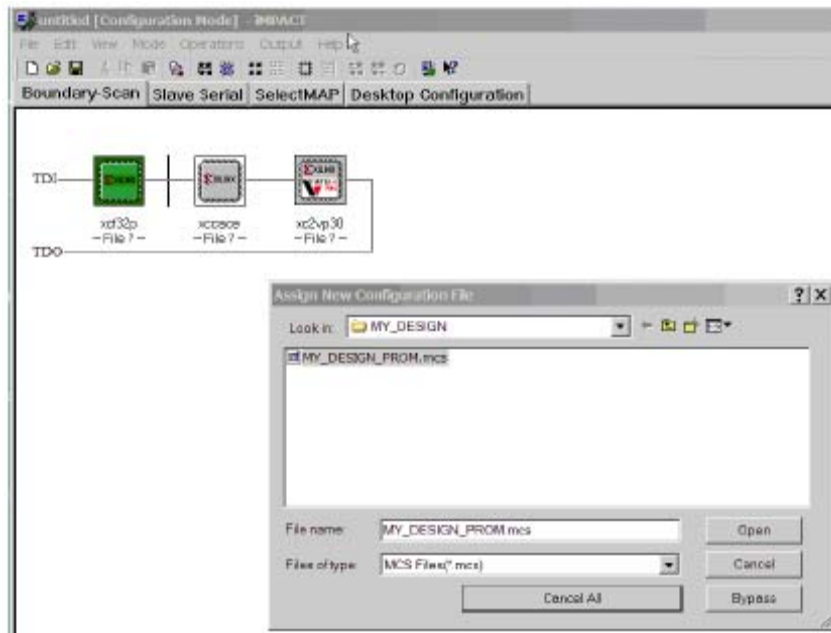 untitled [Configuration Mode] - iMPACT
File Edit View Mode Operations Output Help
Boundary-Scan Slave Serial SelectMAP Desktop Configuration
TDI
XILINX
xcf32p xccace xc2vp30
-File ?- -File ?- -File ?-
TDO
Assign New Configuration File
Look in: MY_DESIGN
MY_DESIGN_PROM.mcs
File name: MY_DESIGN_PROM.mcs Open
Files of type: MCS Files(*.mcs) Cancel
Cancel All Bypass